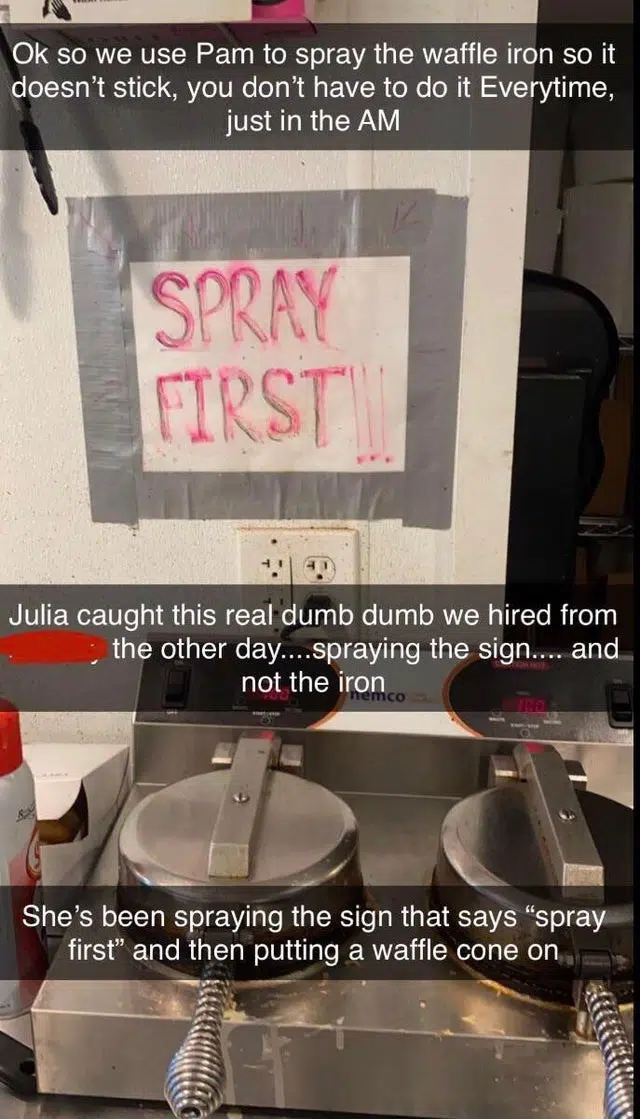 Ok so we use Pam to spray the waffle iron so it
doesn't stick, you don't have to do it Everytime,
just in the AM
SPRAY
FIRST!!!
Julia caught this real dumb dumb we hired from
the other day....spraying the sign.... and
not the iron
nemco
She's been spraying the sign that says “spray
first” and then putting a waffle cone on